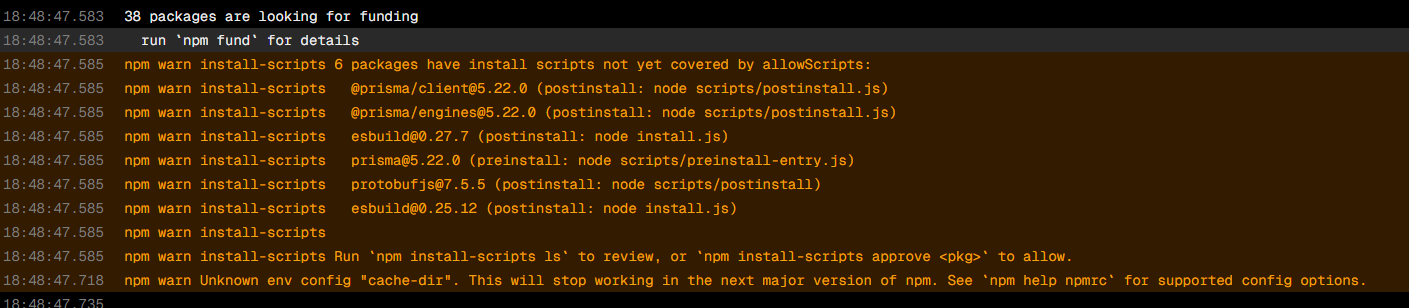 18:48:47.583 38 packages are looking for funding
18:48:47.583 run `npm fund` for details
18:48:47.585 npm warn install-scripts 6 packages have install scripts not yet covered by allowScripts:
18:48:47.585 npm warn install-scripts @prisma/client@5.22.0 (postinstall: node scripts/postinstall.js)
18:48:47.585 npm warn install-scripts @prisma/engines@5.22.0 (postinstall: node scripts/postinstall.js)
18:48:47.585 npm warn install-scripts esbuild@0.27.7 (postinstall: node install.js)
18:48:47.585 npm warn install-scripts prisma@5.22.0 (preinstall: node scripts/preinstall-entry.js)
18:48:47.585 npm warn install-scripts protobufjs@7.5.5 (postinstall: node scripts/postinstall)
18:48:47.585 npm warn install-scripts esbuild@0.25.12 (postinstall: node install.js)
18:48:47.585 npm warn install-scripts
18:48:47.585 npm warn install-scripts Run `npm install-scripts ls` to review, or `npm install-scripts approve <pkg>` to allow.
18:48:47.718 npm warn Unknown env config "cache-dir". This will stop working in the next major version of npm. See `npm help npmrc` for supported config options.
18:48:47.735